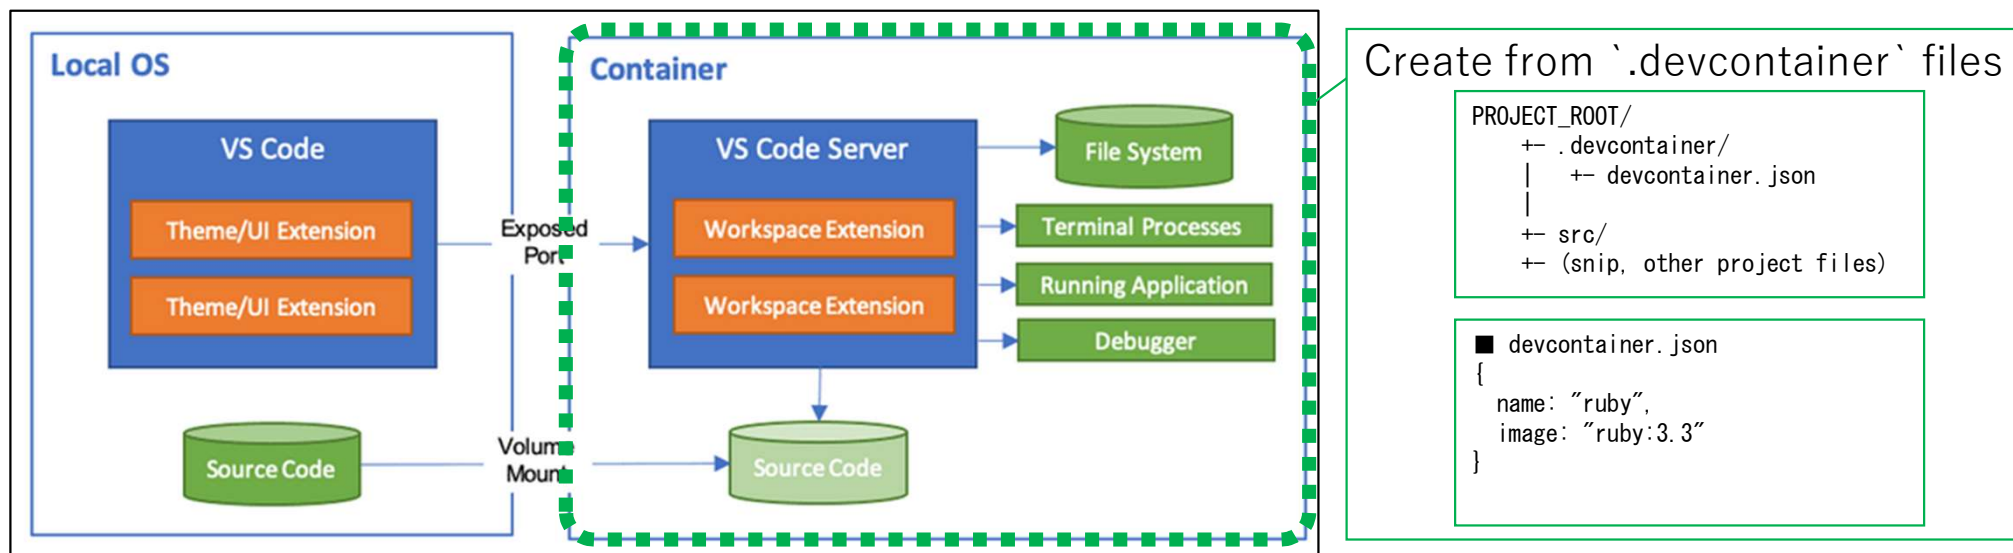 Local OS
VS Code
Theme/UI Extension
Theme/UI Extension
Source Code
Exposed
Port
Volume
Mount
Container
VS Code Server
Workspace Extension
Workspace Extension
File System
Terminal Processes
Running Application
Debugger
Source Code
Create from `.devcontainer` files
PROJECT_ROOT/
+- .devcontainer/
|   +- devcontainer.json
|
+- src/
+- (snip, other project files)
■ devcontainer.json
{
name: "ruby",
image: "ruby:3.3"
}